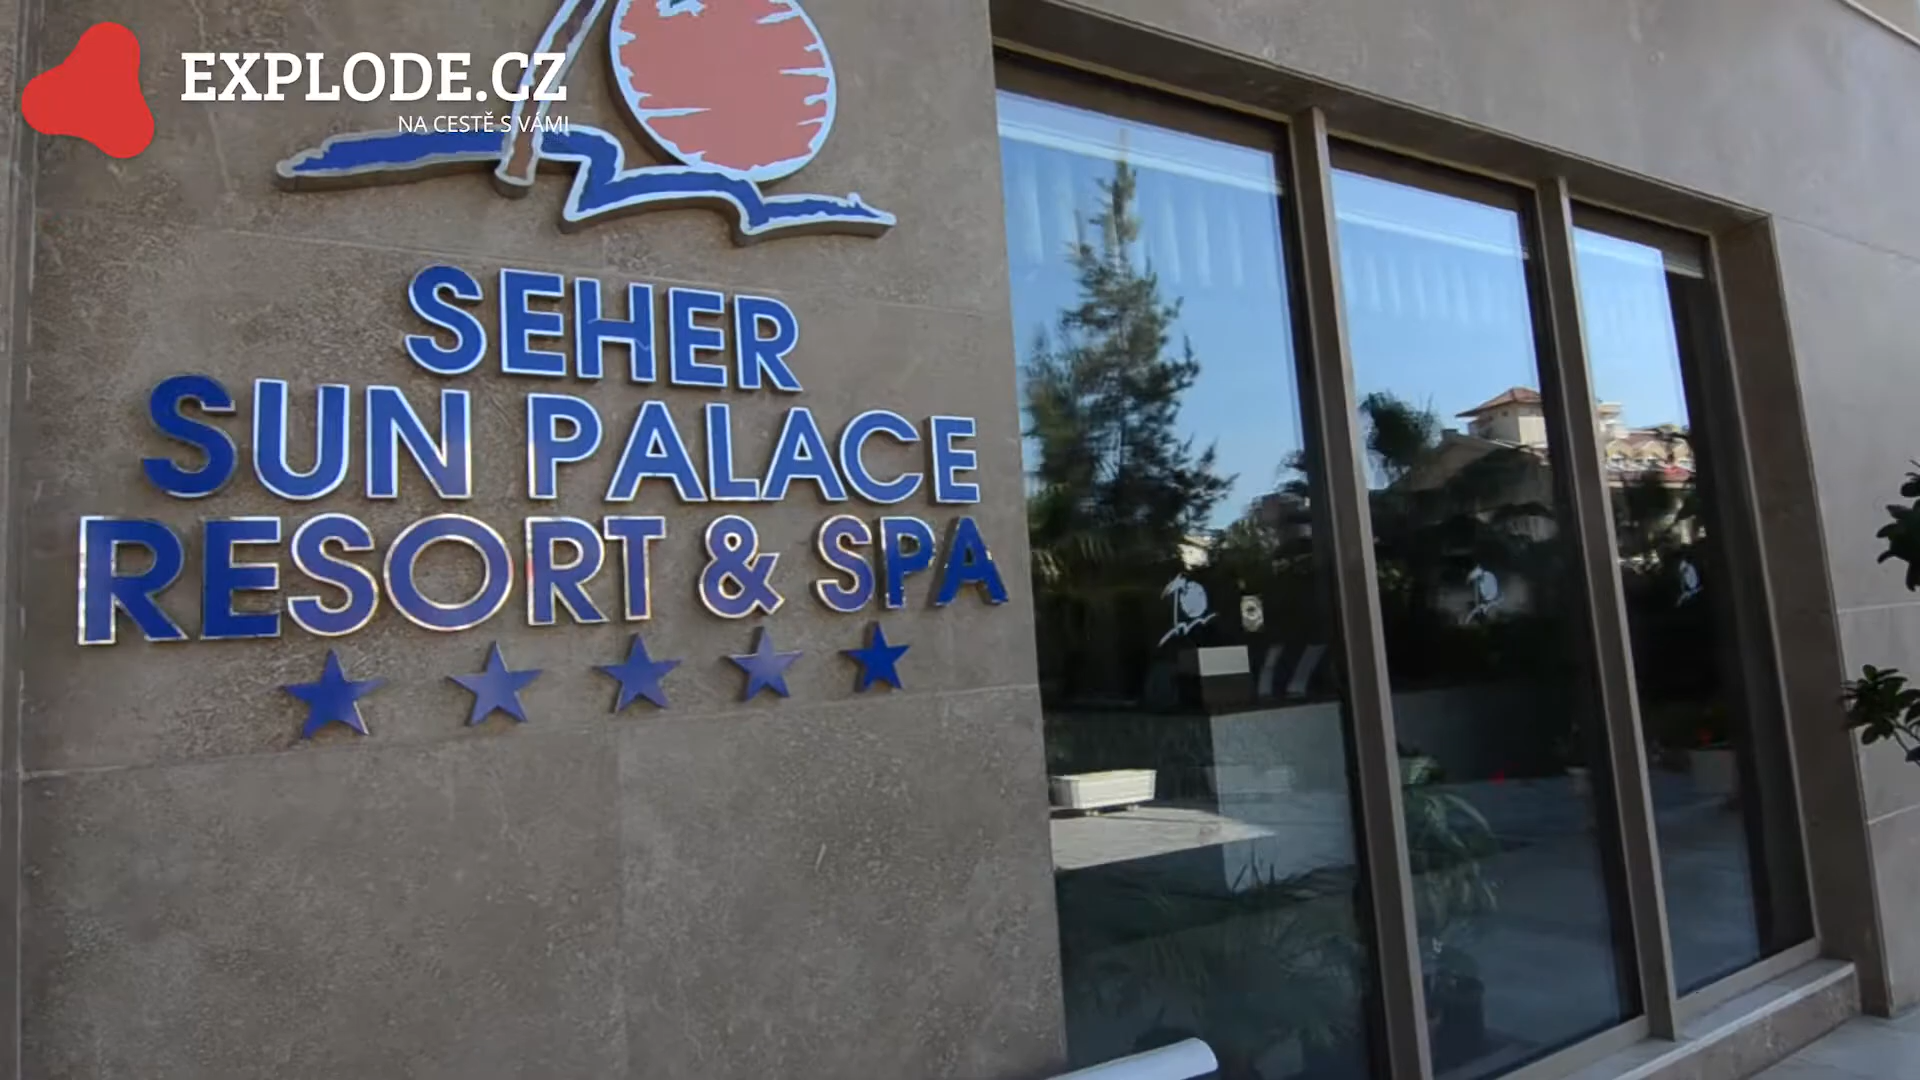 EXPLODE.CZ
NA CESTĚ S VÁMI
SEHER
SUN PALACE
RESORT & SPA